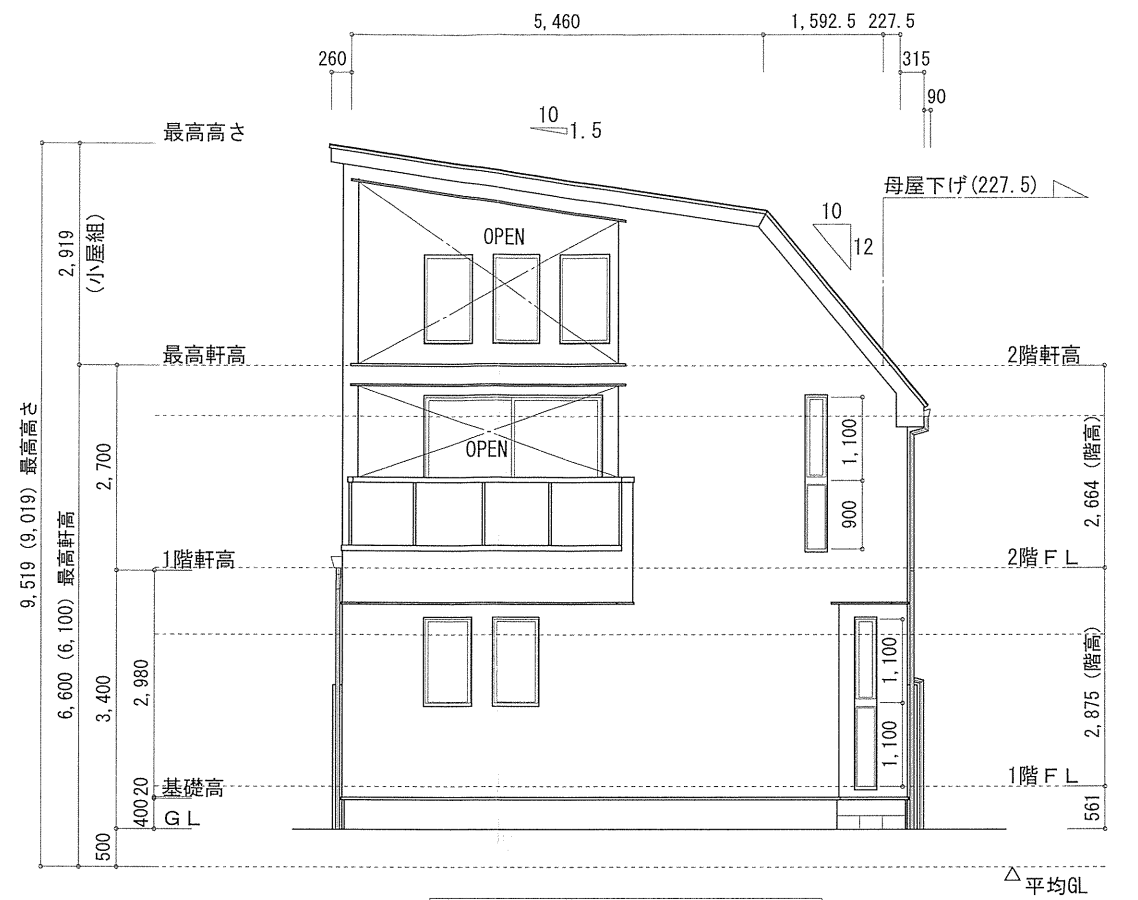 5,460
1,592.5
227.5
260
315
90
最高高さ
10
1.5
母屋下げ(227.5)
10
12
OPEN
2,919
(小屋組)
最高軒高
2階軒高
OPEN
1,100
900
2,700
2,664 (階高)
9,519 (9,019) 最高高さ
6,600 (6,100) 最高軒高
1階軒高
2階FL
1,100
1,100
3,400
2,980
2,875 (階高)
1階FL
20
基礎高
400
GL
561
500
平均GL